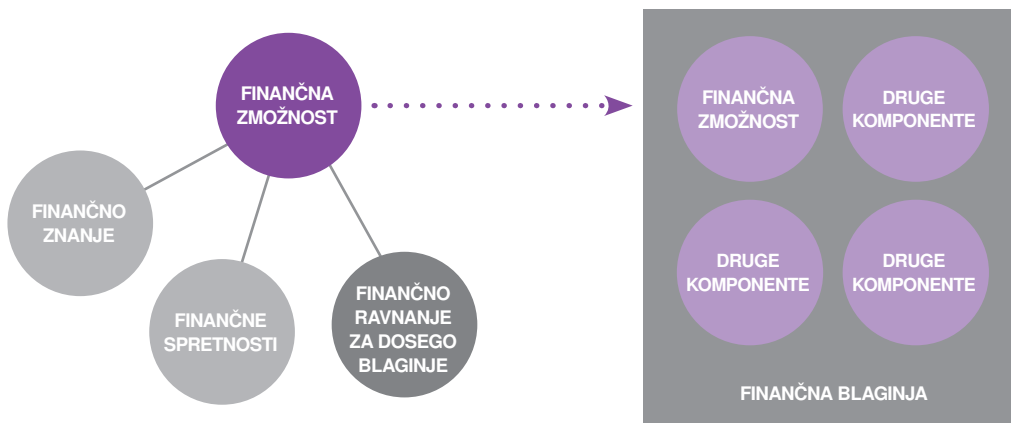 FINANČNA
ZMOŽNOST
FINANČNO
ZNANJE
FINANČNE
SPRETNOSTI
FINANČNO
RAVNANJE
ZA DOSEGO
BLAGINJE
FINANČNA
ZMOŽNOST
DRUGE
KOMPONENTE
DRUGE
KOMPONENTE
DRUGE
KOMPONENTE
FINANČNA BLAGINJA